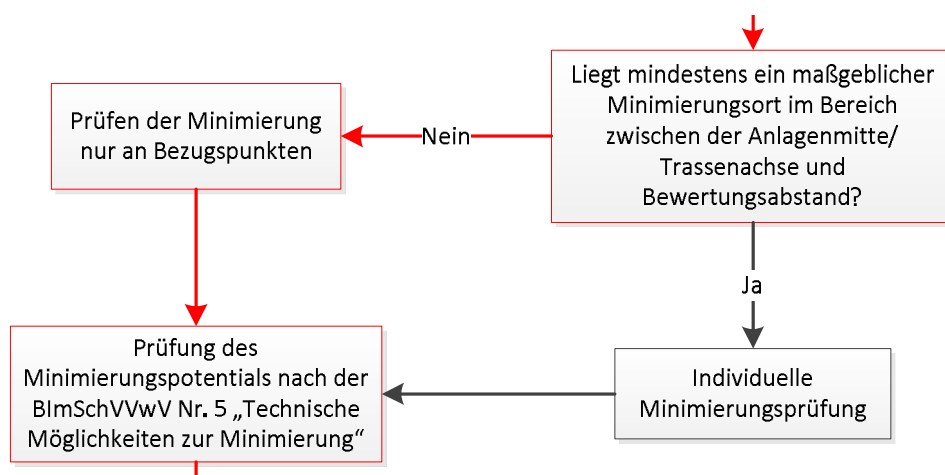 Liegt mindestens ein maßgeblicher
Minimierungsort im Bereich
zwischen der Anlagenmitte/
Trassenachse und
Bewertungsabstand?
Nein
Prüfen der Minimierung
nur an Bezugspunkten
Ja
Individuelle
Minimierungsprüfung
Prüfung des
Minimierungspotentials nach der
BImSchVVwV Nr. 5 „Technische
Möglichkeiten zur Minimierung“